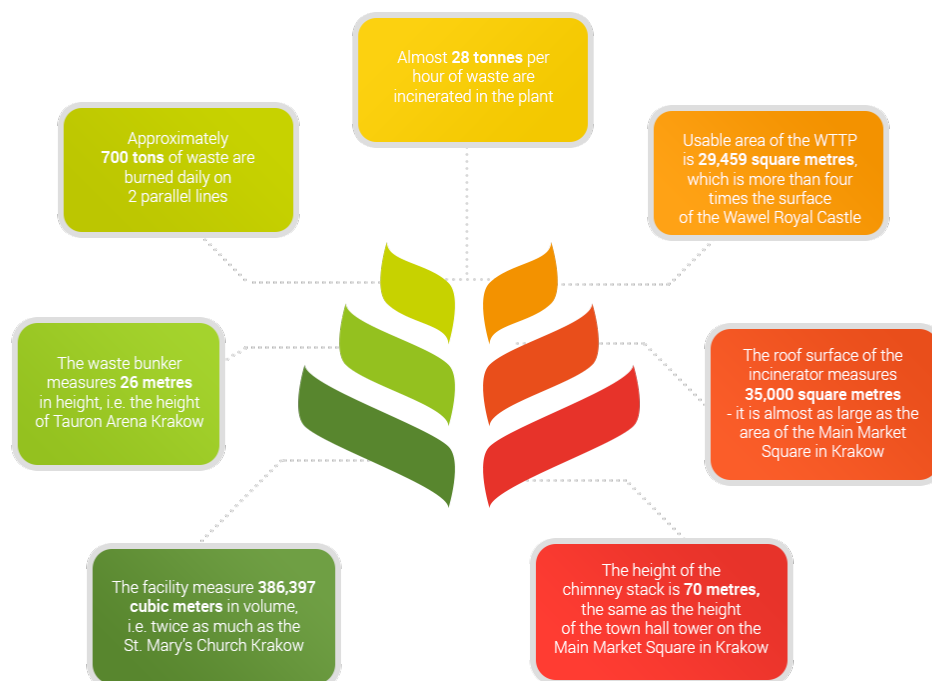 Almost 28 tonnes per
hour of waste are
incinerated in the plant
Approximately
700 tons of waste are
burned daily on
2 parallel lines
Usable area of the WTTP
is 29,459 square metres,
which is more than four
times the surface
of the Wawel Royal Castle
The waste bunker
measures 26 metres
in height, i.e. the height
of Tauron Arena Krakow
The roof surface of the
incinerator measures
35,000 square metres
- it is almost as large as the
area of the Main Market
Square in Krakow
The facility measure 386,397
cubic meters in volume,
i.e. twice as much as the
St. Mary's Church Krakow
The height of the
chimney stack is 70 metres,
the same as the height
of the town hall tower on the
Main Market Square in Krakow